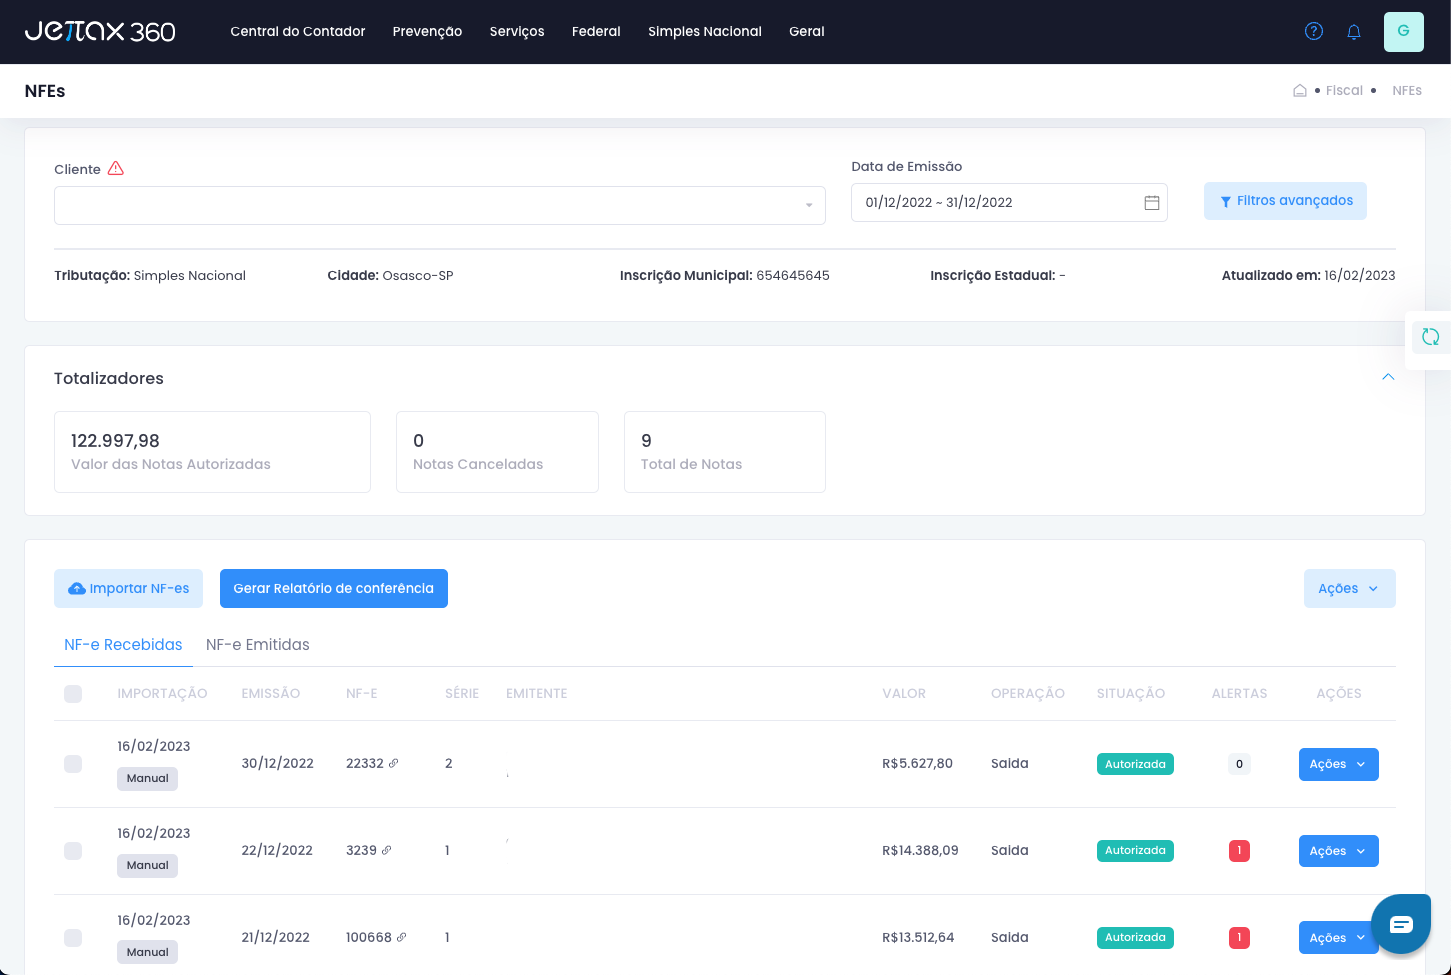 Jettax 360 Central do Contador Prevenção Serviços Federal Simples Nacional Geral ? G
NFEs Fiscal NFEs
Cliente
Data de Emissão
01/12/2022 ~ 31/12/2022
Filtros avançados
Tributação: Simples Nacional Cidade: Osasco-SP Inscrição Municipal: 654645645 Inscrição Estadual: - Atualizado em: 16/02/2023
Totalizadores
122.997,98
Valor das Notas Autorizadas
0
Notas Canceladas
9
Total de Notas
Importar NF-es Gerar Relatório de conferência Ações
NF-e Recebidas NF-e Emitidas
IMPORTAÇÃO EMISSÃO NF-E SÉRIE EMITENTE VALOR OPERAÇÃO SITUAÇÃO ALERTAS AÇÕES
16/02/2023
Manual
30/12/2022 22332 2 R$5.627,80 Saida Autorizada 0 Ações
16/02/2023
Manual
22/12/2022 3239 1 R$14.388,09 Saida Autorizada 1 Ações
16/02/2023
Manual
21/12/2022 100668 1 R$13.512,64 Saida Autorizada 1 Ações